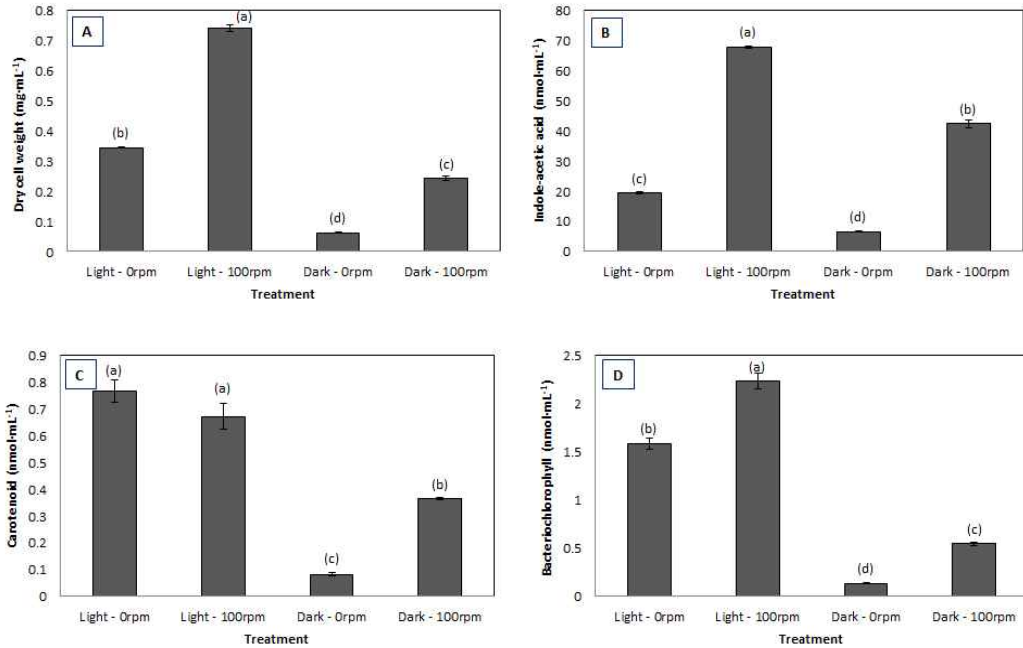 A
Dry cell weight (mg·mL⁻¹)
0.8
0.7
0.6
0.5
0.4
0.3
0.2
0.1
0
(b)
(a)
(d)
(c)
Light - 0rpm Light - 100rpm Dark - 0rpm Dark - 100rpm
Treatment
B
Indole-acetic acid (nmol·mL⁻¹)
80
70
60
50
40
30
20
10
0
(c)
(a)
(d)
(b)
Light - 0rpm Light - 100rpm Dark - 0rpm Dark - 100rpm
Treatment
C
Carotenoid (nmol·mL⁻¹)
0.9
0.8
0.7
0.6
0.5
0.4
0.3
0.2
0.1
0
(a)
(a)
(c)
(b)
Light - 0rpm Light - 100rpm Dark - 0rpm Dark - 100rpm
Treatment
D
Bacteriochlorophyll (nmol·mL⁻¹)
2.5
2
1.5
1
0.5
0
(b)
(a)
(d)
(c)
Light - 0rpm Light - 100rpm Dark - 0rpm Dark - 100rpm
Treatment